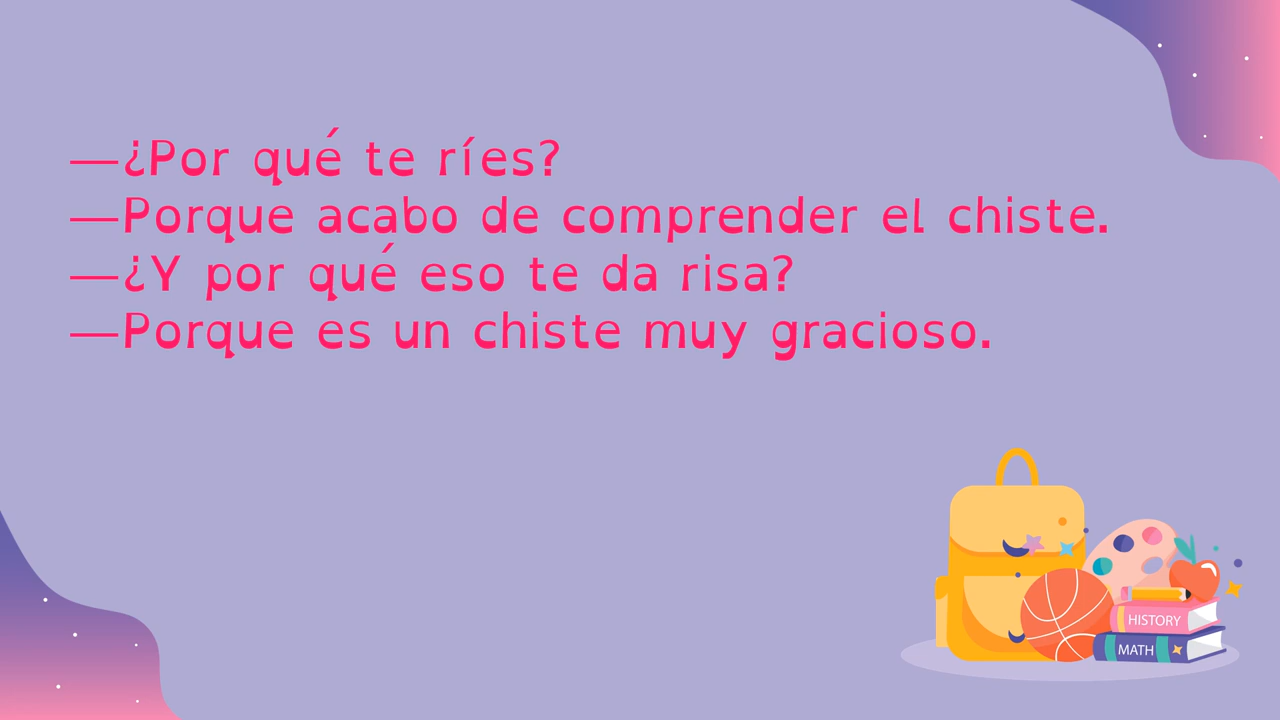 —¿Por qué te ríes?
—Porque acabo de comprender el chiste.
—¿Y por qué eso te da risa?
—Porque es un chiste muy gracioso.
HISTORY
MATH